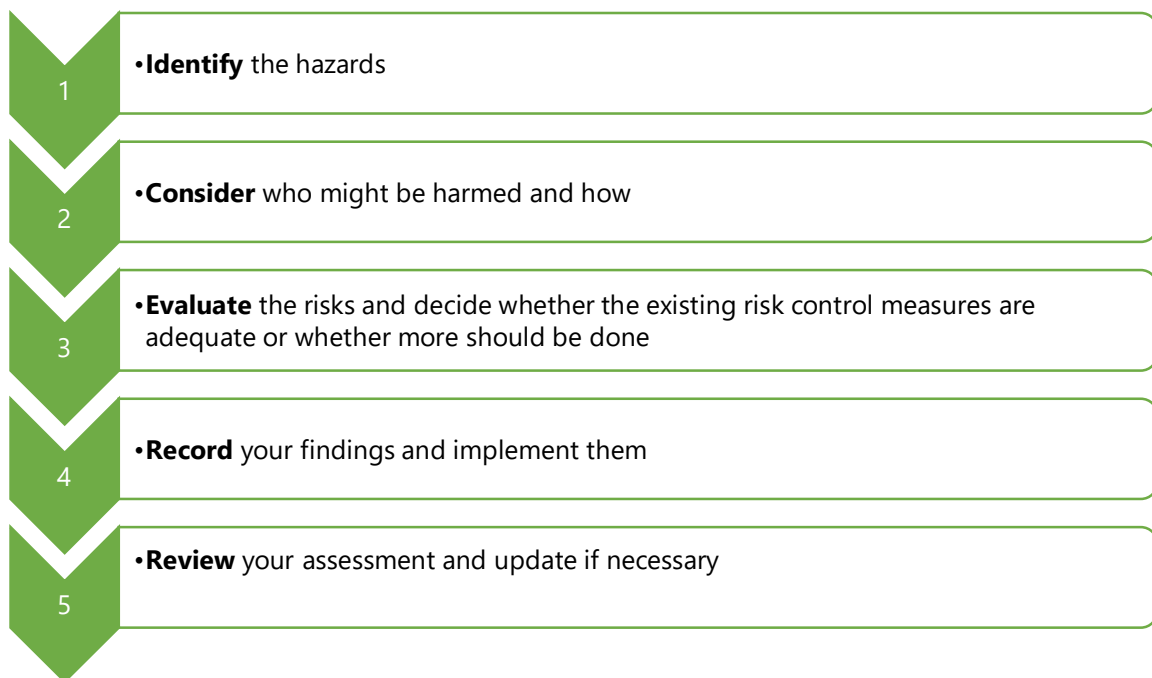 1
•Identify the hazards
2
•Consider who might be harmed and how
3
•Evaluate the risks and decide whether the existing risk control measures are
adequate or whether more should be done
4
•Record your findings and implement them
5
•Review your assessment and update if necessary